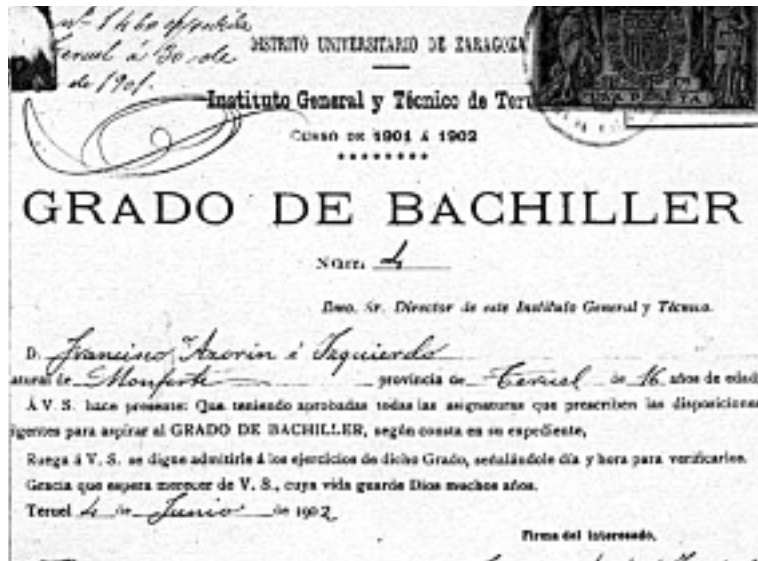 Teruel á 30 de
de 1901.
DISTRITO UNIVERSITARIO DE ZARAGOZA
Instituto General y Técnico de Teru
CURSO DE 1901 Á 1902
GRADO DE BACHILLER
NÚM. 4
Ilmo. Sr. Director de este Instituto General y Técnico.
D. Francisco Azorin é Izquierdo
atural de Monforte provincia de Teruel de 16 años de edad
Á V. S. hace presente: Que teniendo aprobadas todas las asignaturas que prescriben las disposiciones
igentes para aspirar al GRADO DE BACHILLER, según consta en su expediente,
Ruega á V. S. se digne admitirle á los ejercicios de dicho Grado, señalándole día y hora para verificarlos.
Gracia que espera merecer de V. S., cuya vida guarde Dios muchos años.
Teruel 4 de Junio de 1902
Firma del interesado,